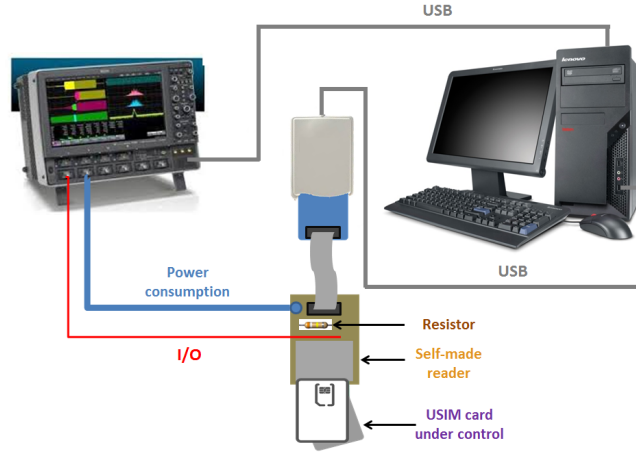 USB
lenovo
Power
consumption
USB
Resistor
I/O
Self-made
reader
USIM card
under control